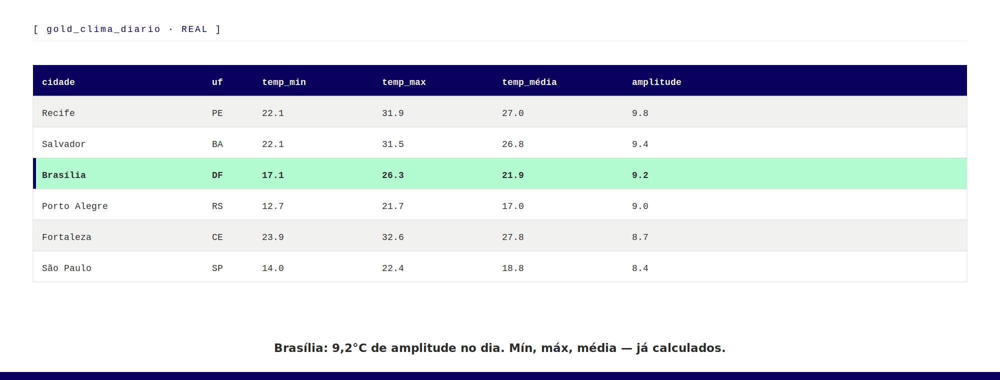 [ gold_clima_diario · REAL ]
cidade uf temp_min temp_max temp_média amplitude
Recife PE 22.1 31.9 27.0 9.8
Salvador BA 22.1 31.5 26.8 9.4
Brasília DF 17.1 26.3 21.9 9.2
Porto Alegre RS 12.7 21.7 17.0 9.0
Fortaleza CE 23.9 32.6 27.8 8.7
São Paulo SP 14.0 22.4 18.8 8.4
Brasília: 9,2°C de amplitude no dia. Mín, máx, média — já calculados.